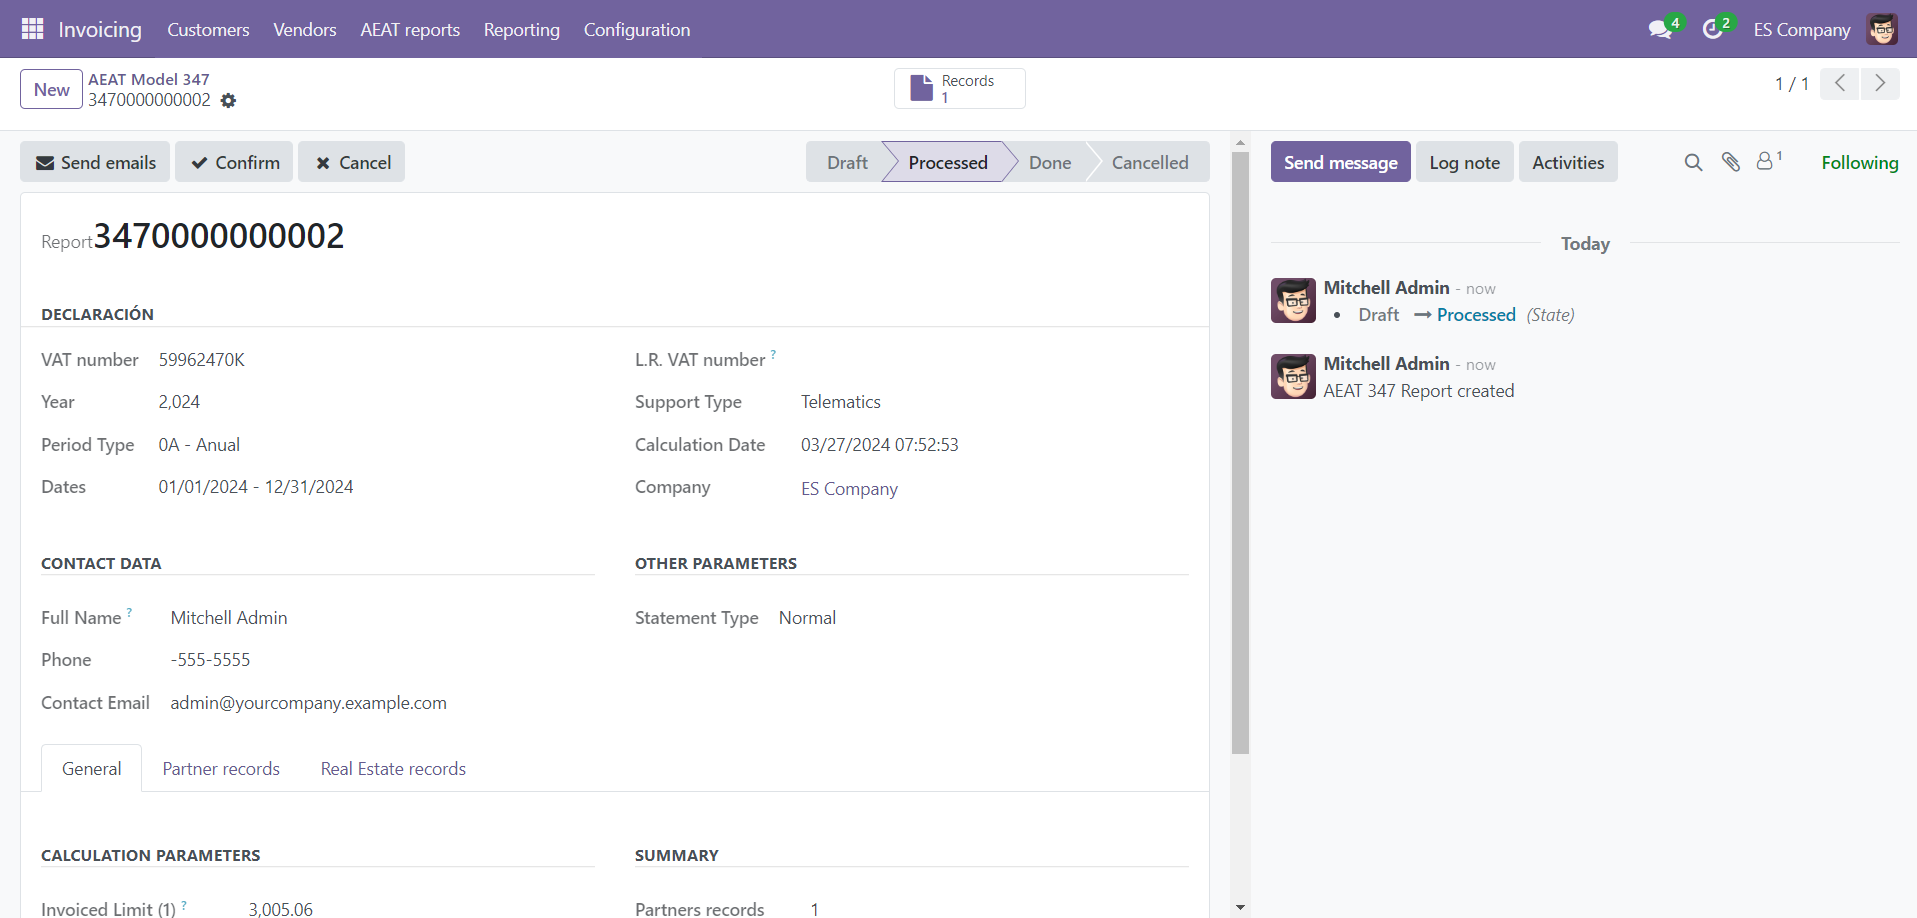 Invoicing Customers Vendors AEAT reports Reporting Configuration 4 2 ES Company
New AEAT Model 347
3470000000002
Records
1
1 / 1
Send emails Confirm Cancel Draft Processed Done Cancelled
Report3470000000002
DECLARACIÓN
VAT number 59962470K L.R. VAT number ?
Year 2,024 Support Type Telematics
Period Type 0A - Anual Calculation Date 03/27/2024 07:52:53
Dates 01/01/2024 - 12/31/2024 Company ES Company
CONTACT DATA OTHER PARAMETERS
Full Name ? Mitchell Admin Statement Type Normal
Phone -555-5555
Contact Email admin@yourcompany.example.com
General Partner records Real Estate records
CALCULATION PARAMETERS SUMMARY
Invoiced Limit (1) ? 3,005.06 Partners records 1
Send message Log note Activities 1 Following
Today
Mitchell Admin - now
• Draft → Processed (State)
Mitchell Admin - now
AEAT 347 Report created